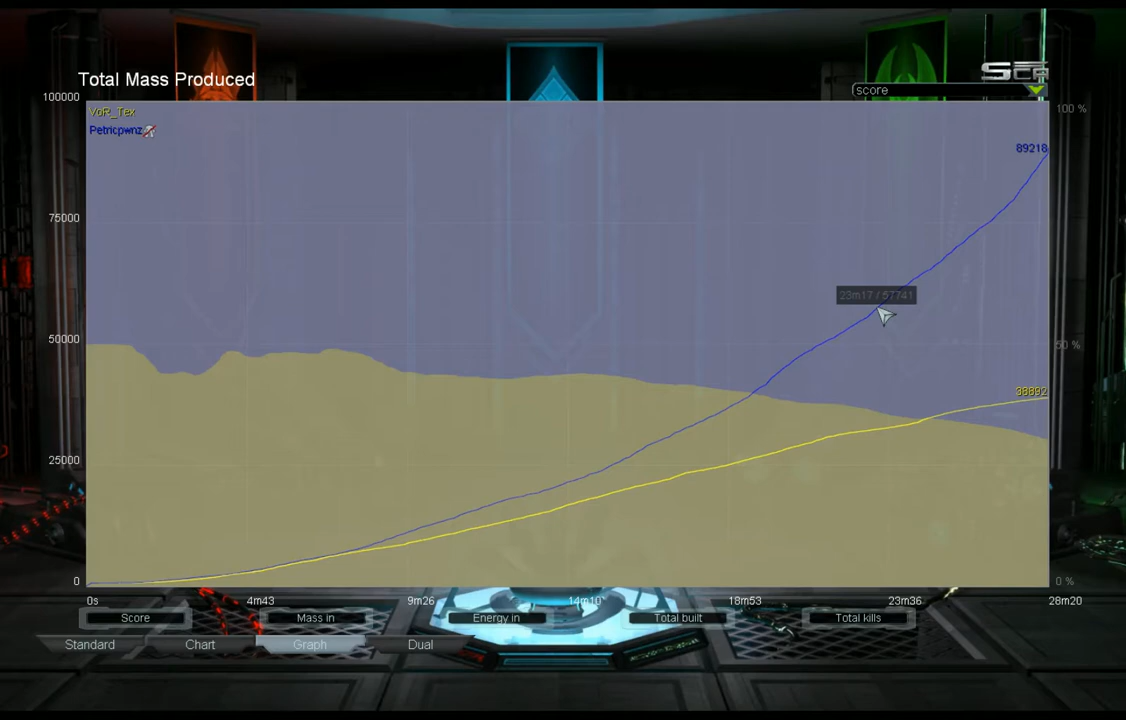 Total Mass Produced
SCA
score
100000
100 %
VoR_Tex
Petricpwnz
89218
75000
23m17 / 57741
50000
50 %
38892
25000
0
0 %
0s 4m43 9m26 14m10 18m53 23m36 28m20
Score Mass in Energy in Total built Total kills
Standard Chart Graph Dual